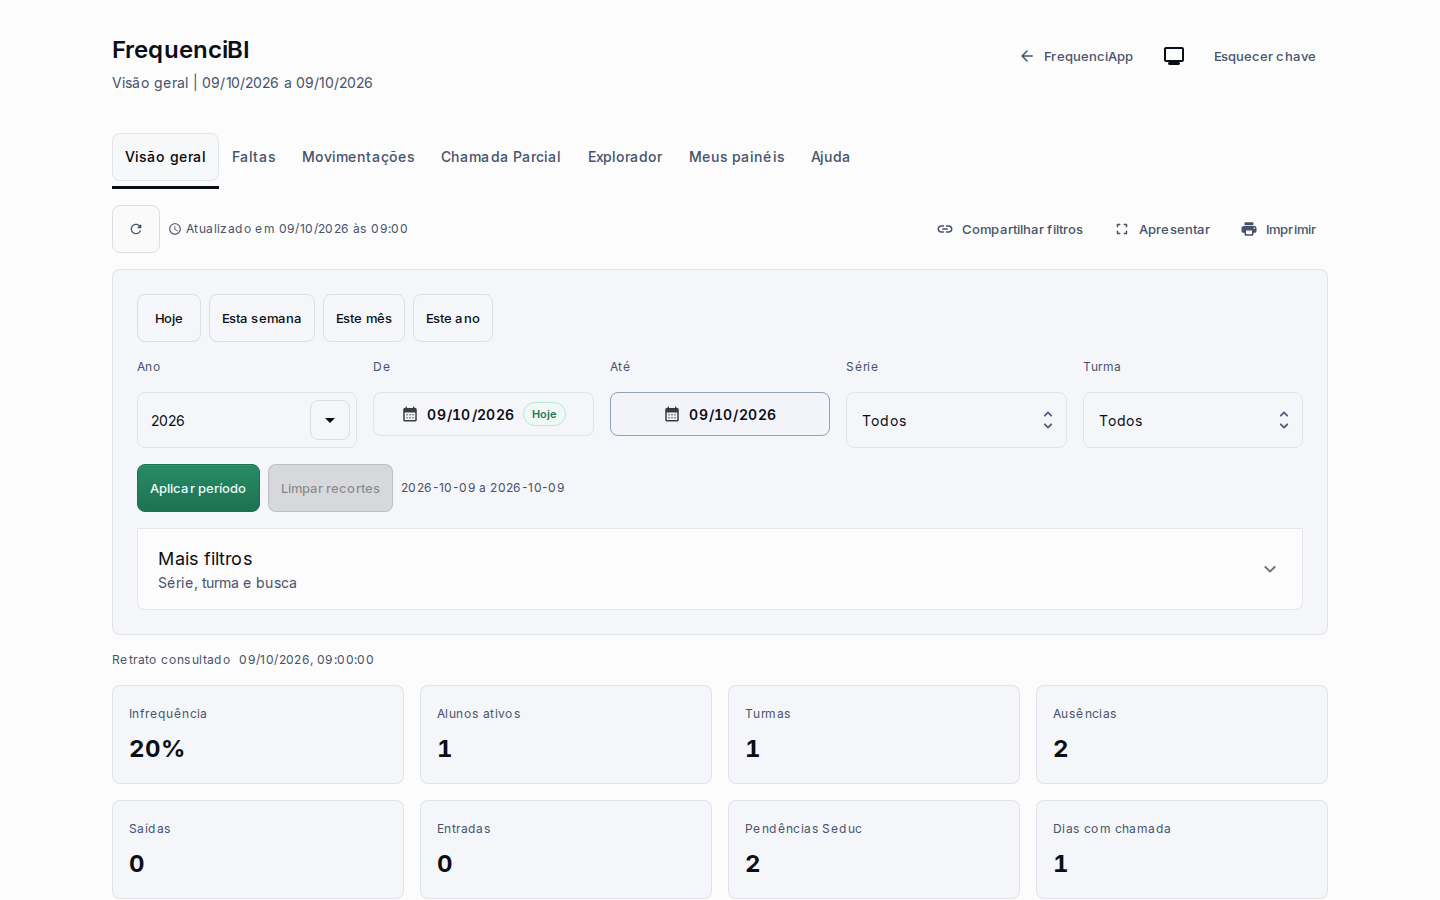 FrequenciBI
FrequenciApp
Esquecer chave
Visão geral | 09/10/2026 a 09/10/2026
Visão geral
Faltas
Movimentações
Chamada Parcial
Explorador
Meus painéis
Ajuda
Atualizado em 09/10/2026 às 09:00
Compartilhar filtros
Apresentar
Imprimir
Hoje
Esta semana
Este mês
Este ano
Ano
De
Até
Série
Turma
2026
09/10/2026 Hoje
09/10/2026
Todos
Todos
Aplicar período
Limpar recortes
2026-10-09 a 2026-10-09
Mais filtros
Série, turma e busca
Retrato consultado 09/10/2026, 09:00:00
Infrequência
20%
Alunos ativos
1
Turmas
1
Ausências
2
Saídas
0
Entradas
0
Pendências Seduc
2
Dias com chamada
1